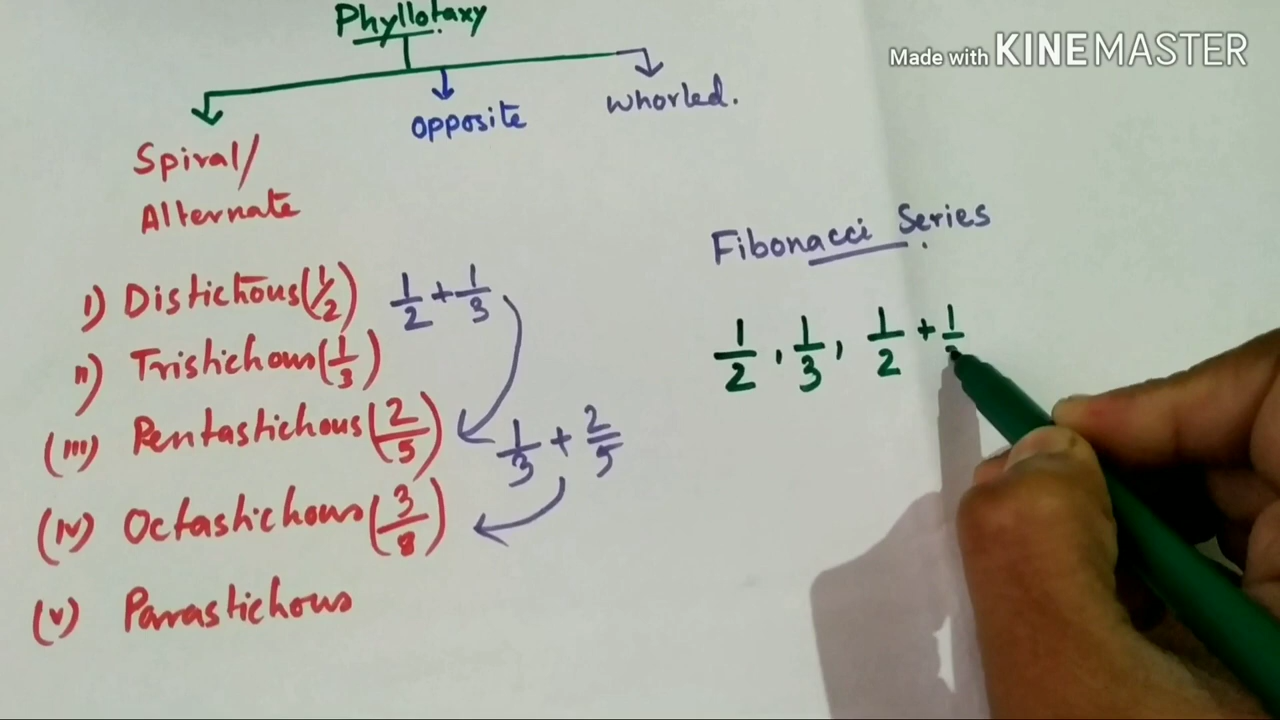 Phyllotaxy
Made with KINEMASTER
Spiral/
Alternate
opposite
whorled.
Fibonacci Series
i) Distichous(1/2) 1/2 + 1/3
ii) Tristichous(1/3)
(iii) Pentastichous(2/5) 1/3 + 2/5
(iv) Octastichous(3/8)
(v) Parastichous
1/2, 1/3, 1/2 + 1